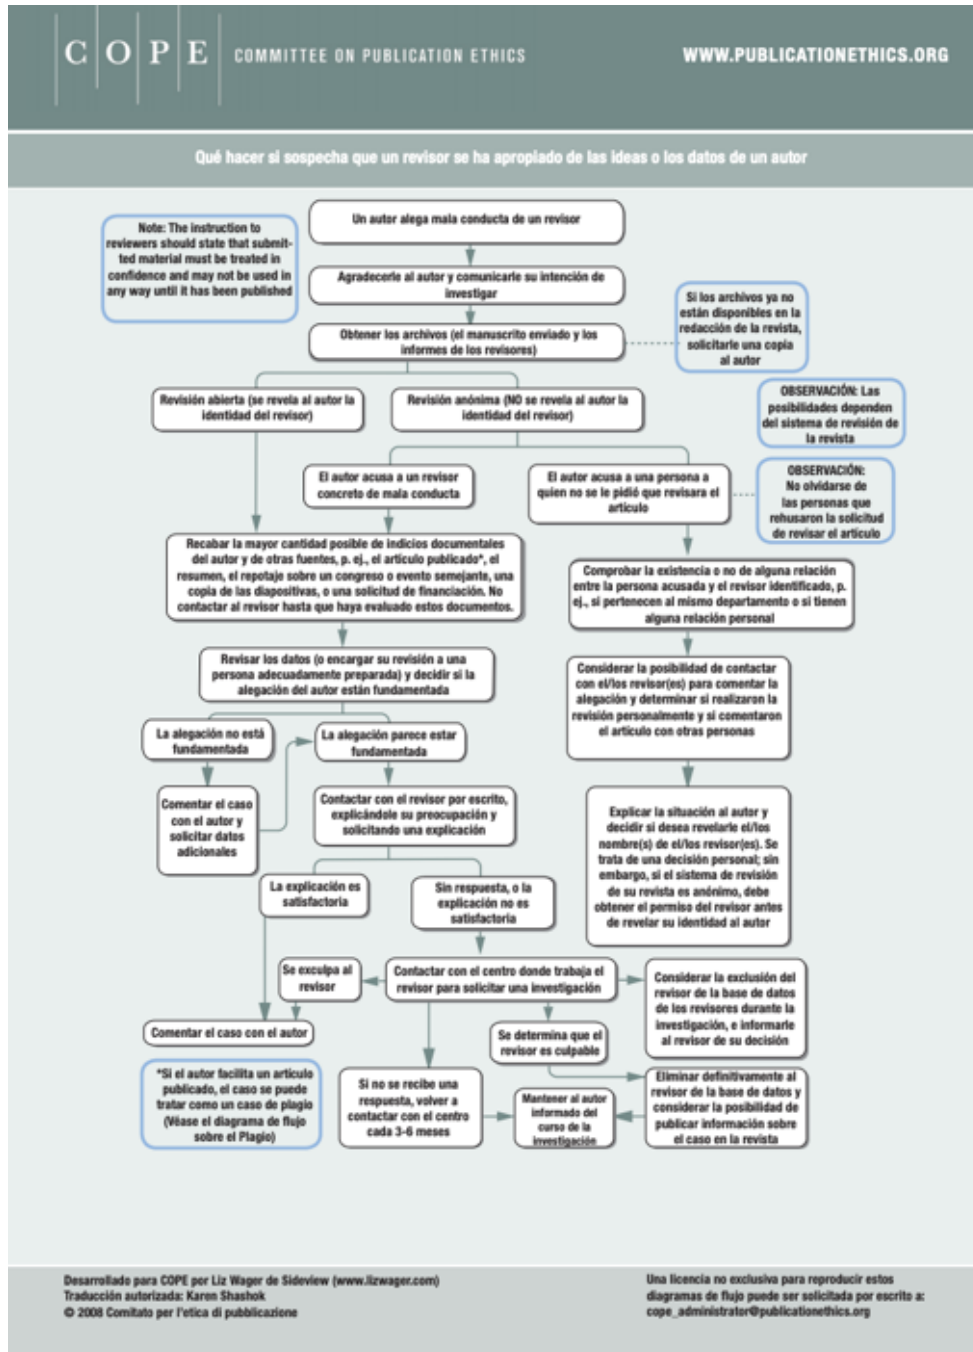 COPE COMMITTEE ON PUBLICATION ETHICS
WWW.PUBLICATIONETHICS.ORG
Qué hacer si sospecha que un revisor se ha apropiado de las ideas o los datos de un autor
Note: The instruction to
reviewers should state that submit-
ted material must be treated in
confidence and may not be used in
any way until it has been published
Un autor alega mala conducta de un revisor
Agradecerle al autor y comunicarle su intención de
investigar
Obtener los archivos (el manuscrito enviado y los
informes de los revisores)
Si los archivos ya no
están disponibles en la
redacción de la revista,
solicitarle una copia
al autor
Revisión abierta (se revela al autor la
identidad del revisor)
Revisión anónima (NO se revela al autor la
identidad del revisor)
OBSERVACIÓN: Las
posibilidades dependen
del sistema de revisión de
la revista
El autor acusa a un revisor
concreto de mala conducta
El autor acusa a una persona a
quien no se le pidió que revisara el
artículo
OBSERVACIÓN:
No olvidarse de
las personas que
rehusaron la solicitud
de revisar el artículo
Recabar la mayor cantidad posible de indicios documentales
del autor y de otras fuentes, p. ej., el artículo publicado*, el
resumen, el repotaje sobre un congreso o evento semejante, una
copia de las diapositivas, o una solicitud de financiación. No
contactar al revisor hasta que haya evaluado estos documentos.
Comprobar la existencia o no de alguna relación
entre la persona acusada y el revisor identificado, p.
ej., si pertenecen al mismo departamento o si tienen
alguna relación personal
Revisar los datos (o encargar su revisión a una
persona adecuadamente preparada) y decidir si la
alegación del autor están fundamentada
Considerar la posibilidad de contactar
con el/los revisor(es) para comentar la
alegación y determinar si realizaron la
revisión personalmente y si comentaron
el artículo con otras personas
La alegación no está
fundamentada
La alegación parece estar
fundamentada
Comentar el caso
con el autor y
solicitar datos
adicionales
Contactar con el revisor por escrito,
explicándole su preocupación y
solicitando una explicación
Explicar la situación al autor y
decidir si desea revelarle el/los
nombre(s) de el/los revisor(es). Se
trata de una decisión personal; sin
embargo, si el sistema de revisión
de su revista es anónimo, debe
obtener el permiso del revisor antes
de revelar su identidad al autor
La explicación es
satisfactoria
Sin respuesta, o la
explicación no es
satisfactoria
Se exculpa al
revisor
Contactar con el centro donde trabaja el
revisor para solicitar una investigación
Considerar la exclusión del
revisor de la base de datos
de los revisores durante la
investigación, e informarle
al revisor de su decisión
Comentar el caso con el autor
Se determina que el
revisor es culpable
*Si el autor facilita un artículo
publicado, el caso se puede
tratar como un caso de plagio
(Véase el diagrama de flujo
sobre el Plagio)
Si no se recibe una
respuesta, volver a
contactar con el centro
cada 3-6 meses
Mantener al autor
informado del
curso de la
investigación
Eliminar definitivamente al
revisor de la base de datos y
considerar la posibilidad de
publicar información sobre
el caso en la revista
Desarrollado para COPE por Liz Wager de Sideview (www.lizwager.com)
Traducción autorizada: Karen Shashok
© 2008 Comitato per l'etica di pubblicazione
Una licencia no exclusiva para reproducir estos
diagramas de flujo puede ser solicitada por escrito a:
cope_administrator@publicationethics.org